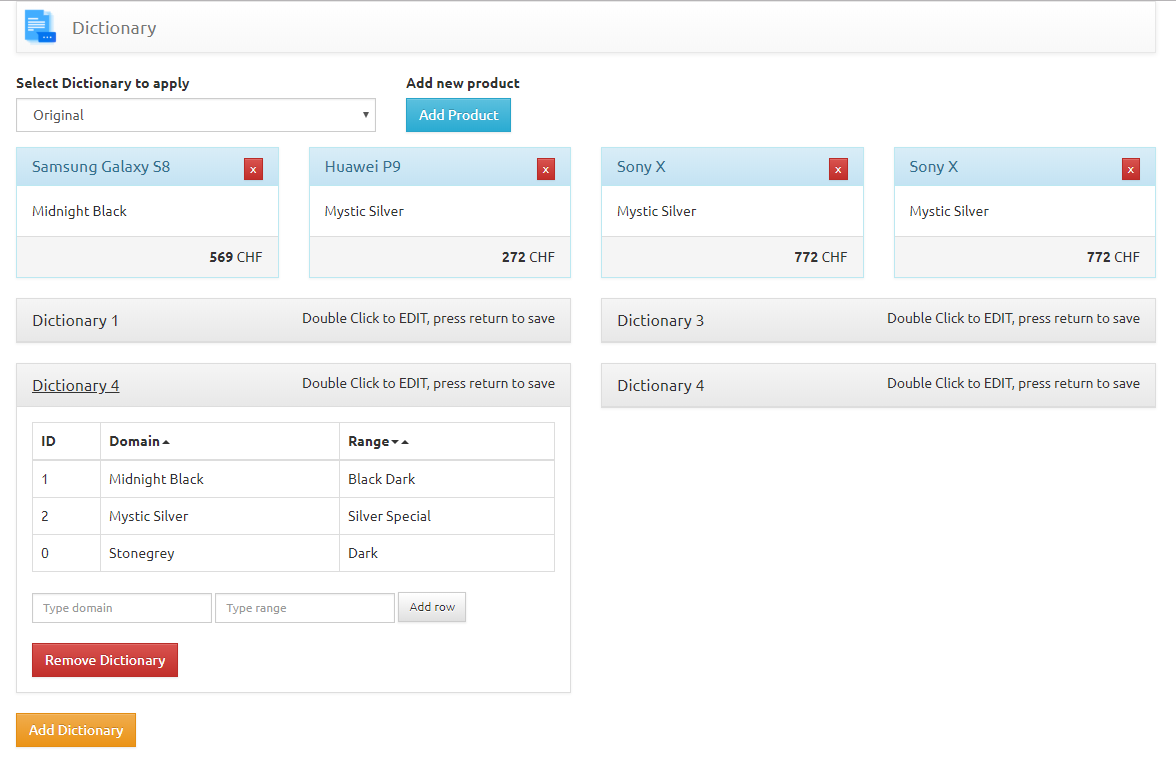 Dictionary
Select Dictionary to apply
Add new product
Original
Add Product
Samsung Galaxy S8 x
Huawei P9 x
Sony X x
Sony X x
Midnight Black
Mystic Silver
Mystic Silver
Mystic Silver
569 CHF
272 CHF
772 CHF
772 CHF
Dictionary 1 Double Click to EDIT, press return to save
Dictionary 3 Double Click to EDIT, press return to save
Dictionary 4 Double Click to EDIT, press return to save
Dictionary 4 Double Click to EDIT, press return to save
ID Domain Range
1 Midnight Black Black Dark
2 Mystic Silver Silver Special
0 Stonegrey Dark
Type domain Type range Add row
Remove Dictionary
Add Dictionary